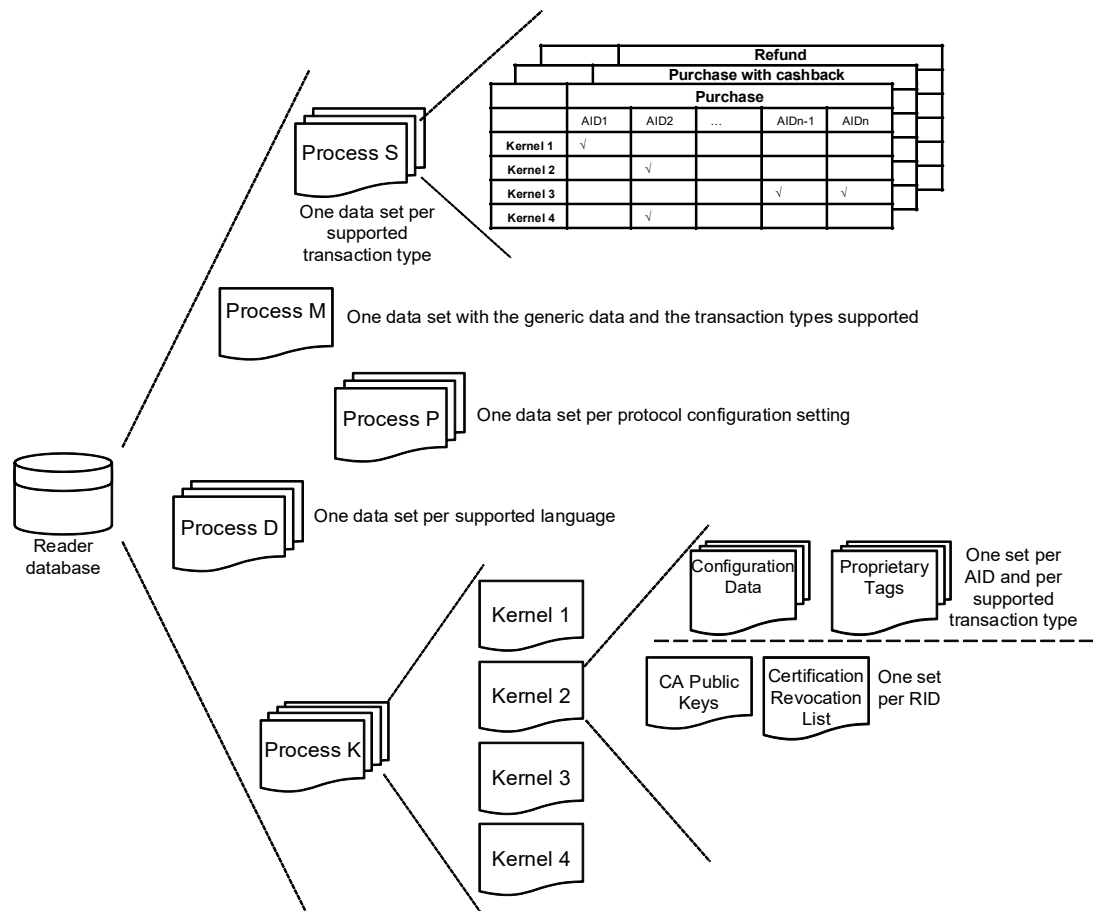 Refund
Purchase with cashback
Purchase
AID1 AID2 … AIDn-1 AIDn
Kernel 1 √
Kernel 2 √
Kernel 3 √ √
Kernel 4 √
Process S
One data set per
supported
transaction type
Process M
One data set with the generic data and the transaction types supported
Process P
One data set per protocol configuration setting
Process D
One data set per supported language
Reader
database
Process K
Kernel 1
Kernel 2
Kernel 3
Kernel 4
Configuration
Data
Proprietary
Tags
One set per
AID and per
supported
transaction type
CA Public
Keys
Certification
Revocation
List
One set
per RID